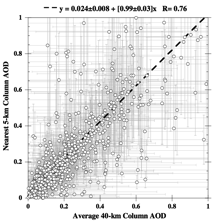 y = 0.024±0.008 + [0.99±0.03]x R= 0.76
1
0.8
0.6
0.4
0.2
0
Nearest 5-km Column AOD
0 0.2 0.4 0.6 0.8 1
Average 40-km Column AOD